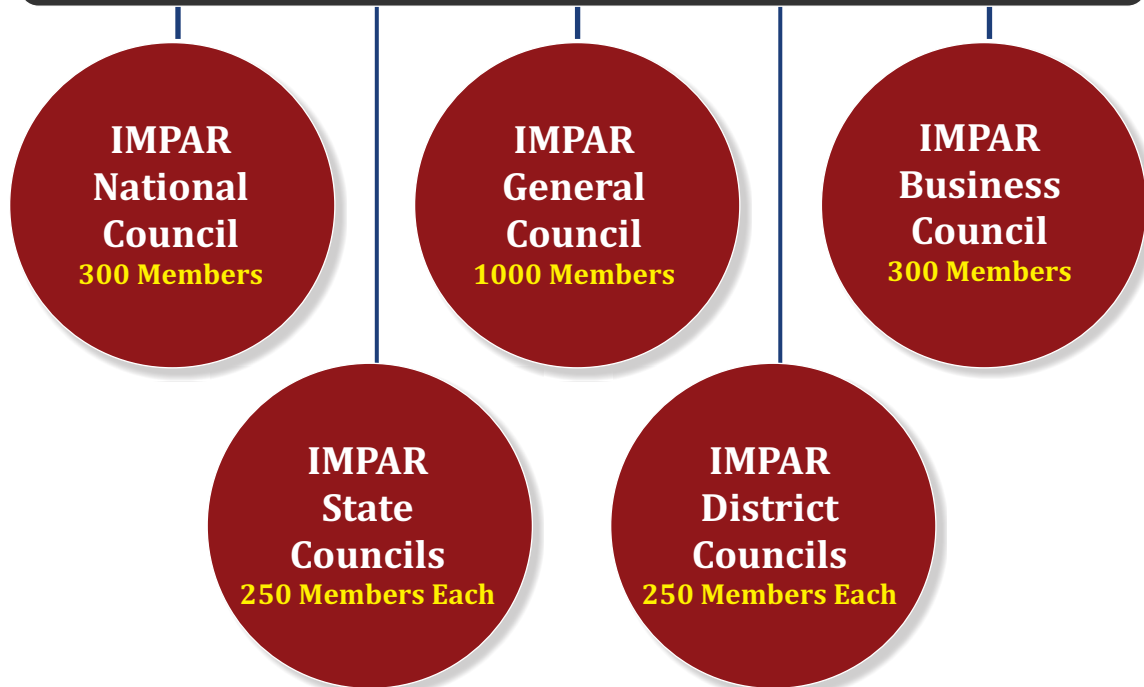 IMPAR
National
Council
300 Members
IMPAR
General
Council
1000 Members
IMPAR
Business
Council
300 Members
IMPAR
State
Councils
250 Members Each
IMPAR
District
Councils
250 Members Each